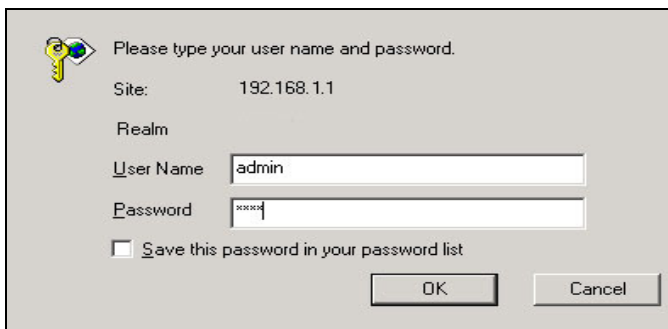 Please type your user name and password.
Site: 192.168.1.1
Realm
User Name admin
Password ****
Save this password in your password list
OK Cancel